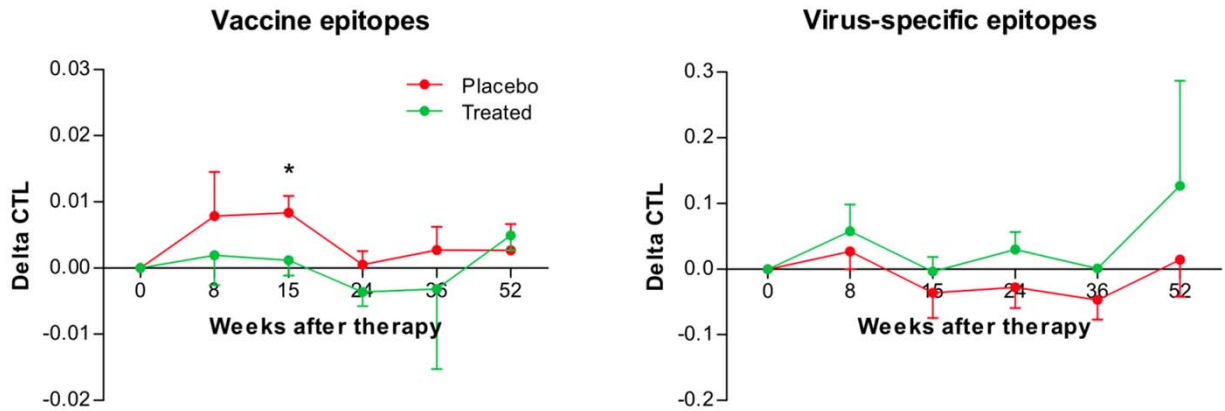 Vaccine epitopes
0.03
0.02
0.01
0.00
-0.01
-0.02
Delta CTL
Placebo
Treated
*
0 8 15 24 36 52
Weeks after therapy
Virus-specific epitopes
0.3
0.2
0.1
0.0
-0.1
-0.2
Delta CTL
0 8 15 24 36 52
Weeks after therapy